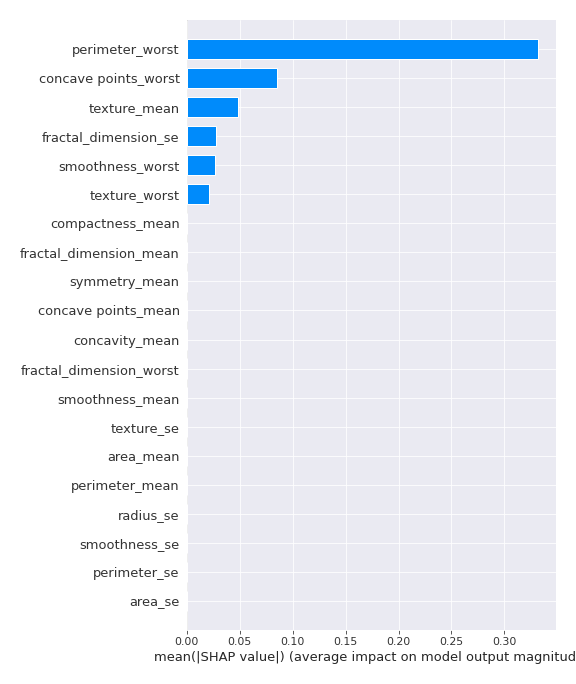 perimeter_worst
concave points_worst
texture_mean
fractal_dimension_se
smoothness_worst
texture_worst
compactness_mean
fractal_dimension_mean
symmetry_mean
concave points_mean
concavity_mean
fractal_dimension_worst
smoothness_mean
texture_se
area_mean
perimeter_mean
radius_se
smoothness_se
perimeter_se
area_se
0.00 0.05 0.10 0.15 0.20 0.25 0.30
mean(|SHAP value|) (average impact on model output magnitud